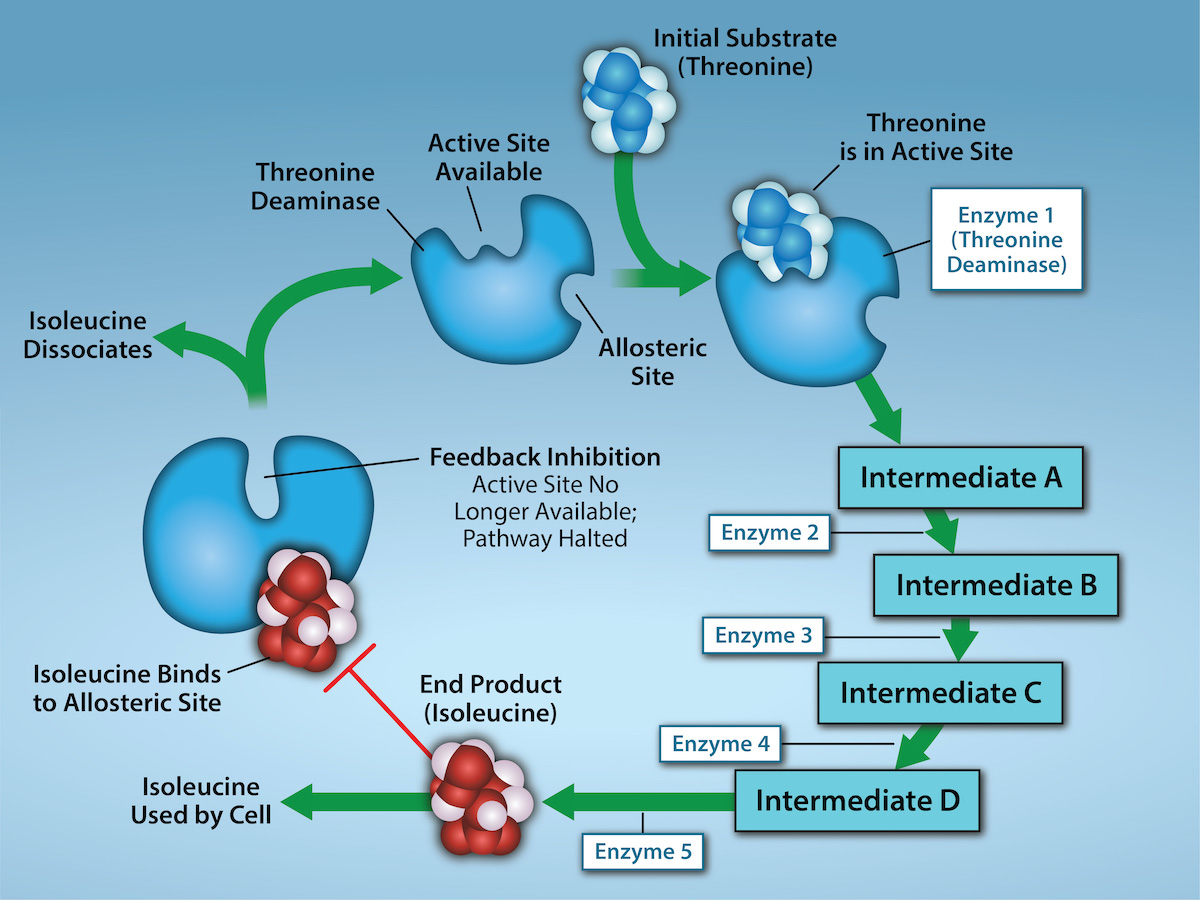 Initial Substrate
(Threonine)
Threonine
is in Active Site
Active Site
Available
Threonine
Deaminase
Enzyme 1
(Threonine
Deaminase)
Isoleucine
Dissociates
Allosteric
Site
Feedback Inhibition
Active Site No
Longer Available;
Pathway Halted
Intermediate A
Enzyme 2
Intermediate B
Enzyme 3
Intermediate C
Enzyme 4
Intermediate D
Enzyme 5
End Product
(Isoleucine)
Isoleucine Binds
to Allosteric Site
Isoleucine
Used by Cell